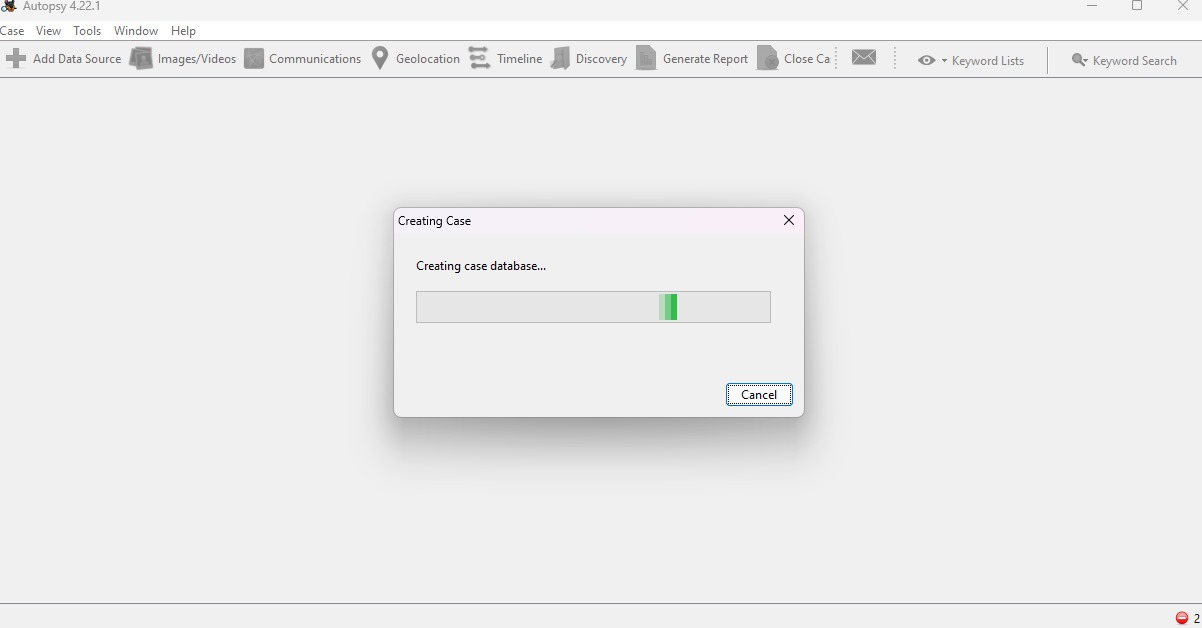 Autopsy 4.22.1
Case View Tools Window Help
Add Data Source Images/Videos Communications Geolocation Timeline Discovery Generate Report Close Ca Keyword Lists Keyword Search
Creating Case
Creating case database...
Cancel
2